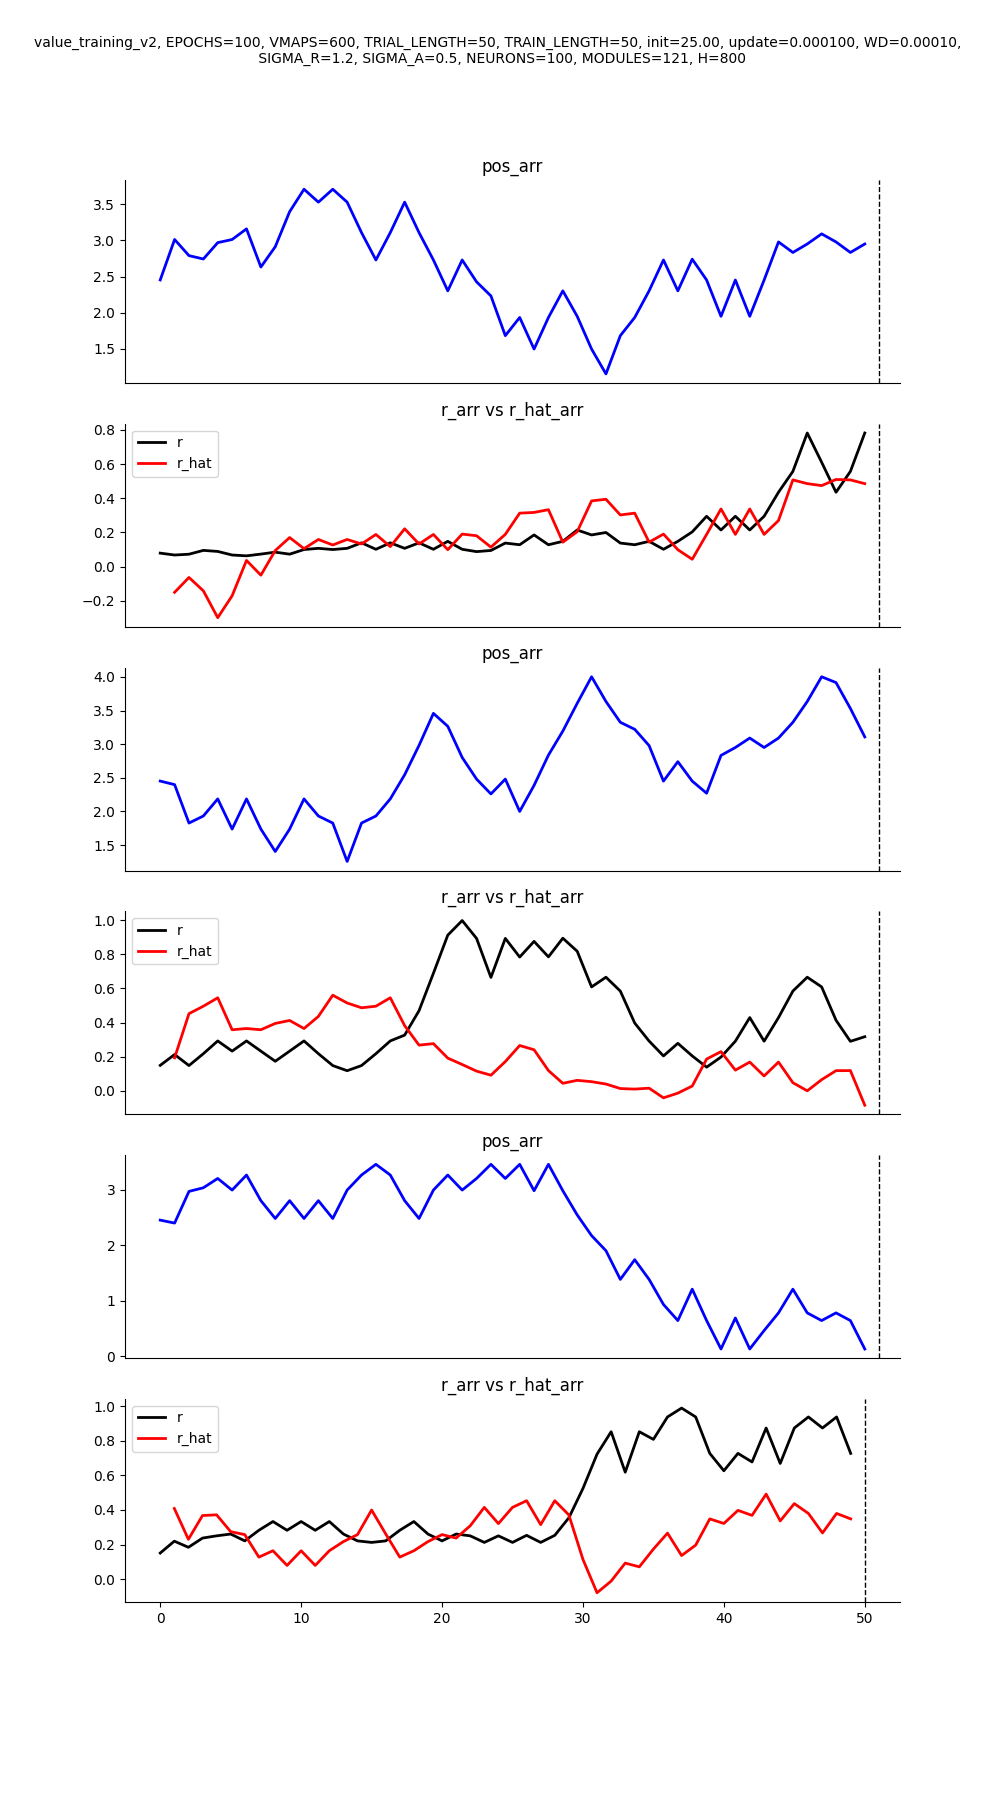 value_training_v2, EPOCHS=100, VMAPS=600, TRIAL_LENGTH=50, TRAIN_LENGTH=50, init=25.00, update=0.000100, WD=0.00010,
SIGMA_R=1.2, SIGMA_A=0.5, NEURONS=100, MODULES=121, H=800
pos_arr
3.5
3.0
2.5
2.0
1.5
r_arr vs r_hat_arr
0.8
0.6
0.4
0.2
0.0
−0.2
r
r_hat
pos_arr
4.0
3.5
3.0
2.5
2.0
1.5
r_arr vs r_hat_arr
1.0
0.8
0.6
0.4
0.2
0.0
r
r_hat
pos_arr
3
2
1
0
r_arr vs r_hat_arr
1.0
0.8
0.6
0.4
0.2
0.0
r
r_hat
0 10 20 30 40 50